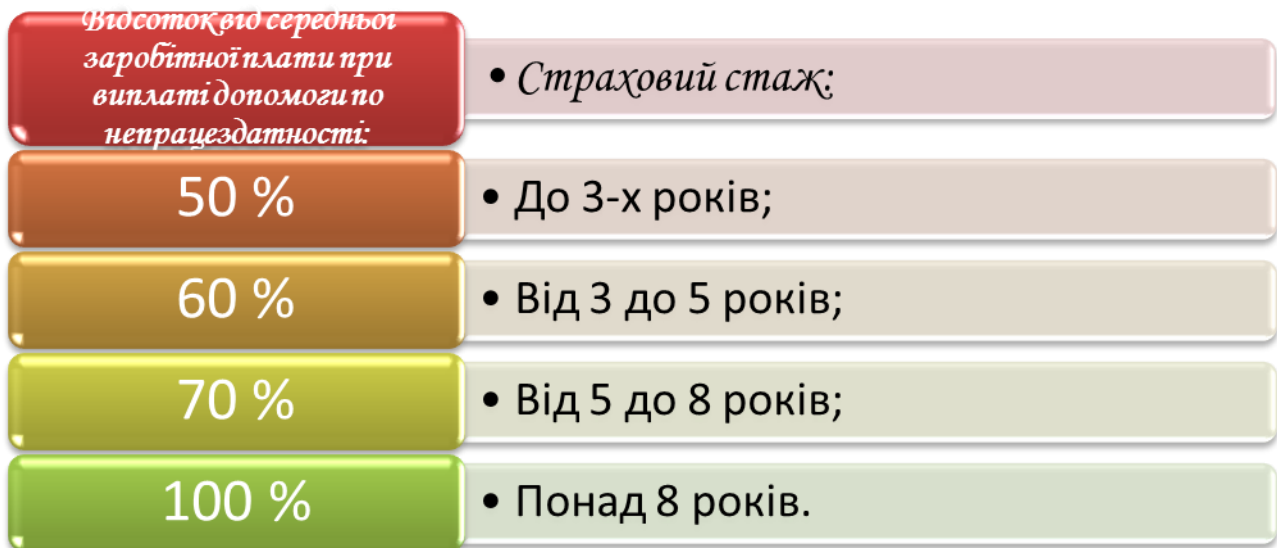 Відсоток від середньої
заробітної плати при
виплаті допомоги по
непрацездатності:
• Страховий стаж:
50 %
• До 3-х років;
60 %
• Від 3 до 5 років;
70 %
• Від 5 до 8 років;
100 %
• Понад 8 років.